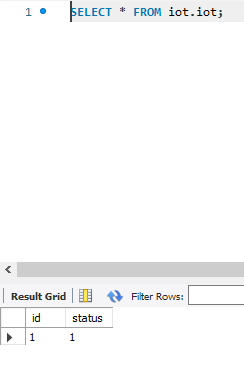 1 SELECT * FROM iot.iot;
Result Grid Filter Rows:
id status
1 1